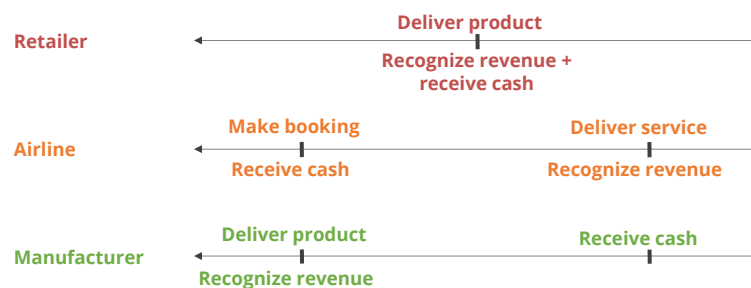 Deliver product
Retailer
Recognize revenue +
receive cash
Make booking
Deliver service
Airline
Receive cash
Recognize revenue
Deliver product
Receive cash
Manufacturer
Recognize revenue